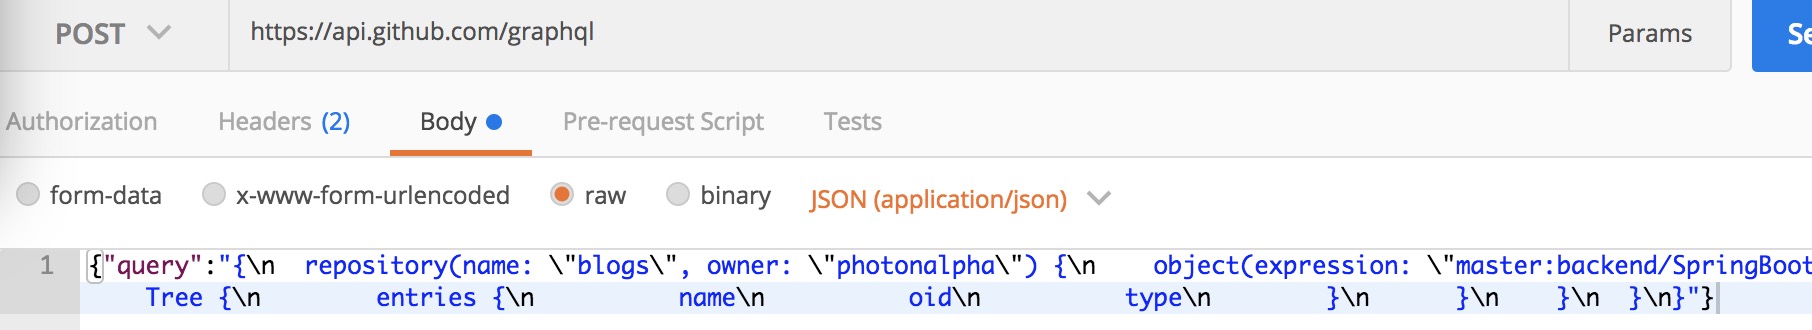 POST https://api.github.com/graphql Params Se
Authorization Headers (2) Body Pre-request Script Tests
form-data x-www-form-urlencoded raw binary JSON (application/json)
1 {"query":"{\n  repository(name: \"blogs\", owner: \"photonalpha\") {\n    object(expression: \"master:backend/SpringBoot
Tree {\n        entries {\n          name\n          oid\n          type\n        }\n      }\n    }\n  }\n}"}